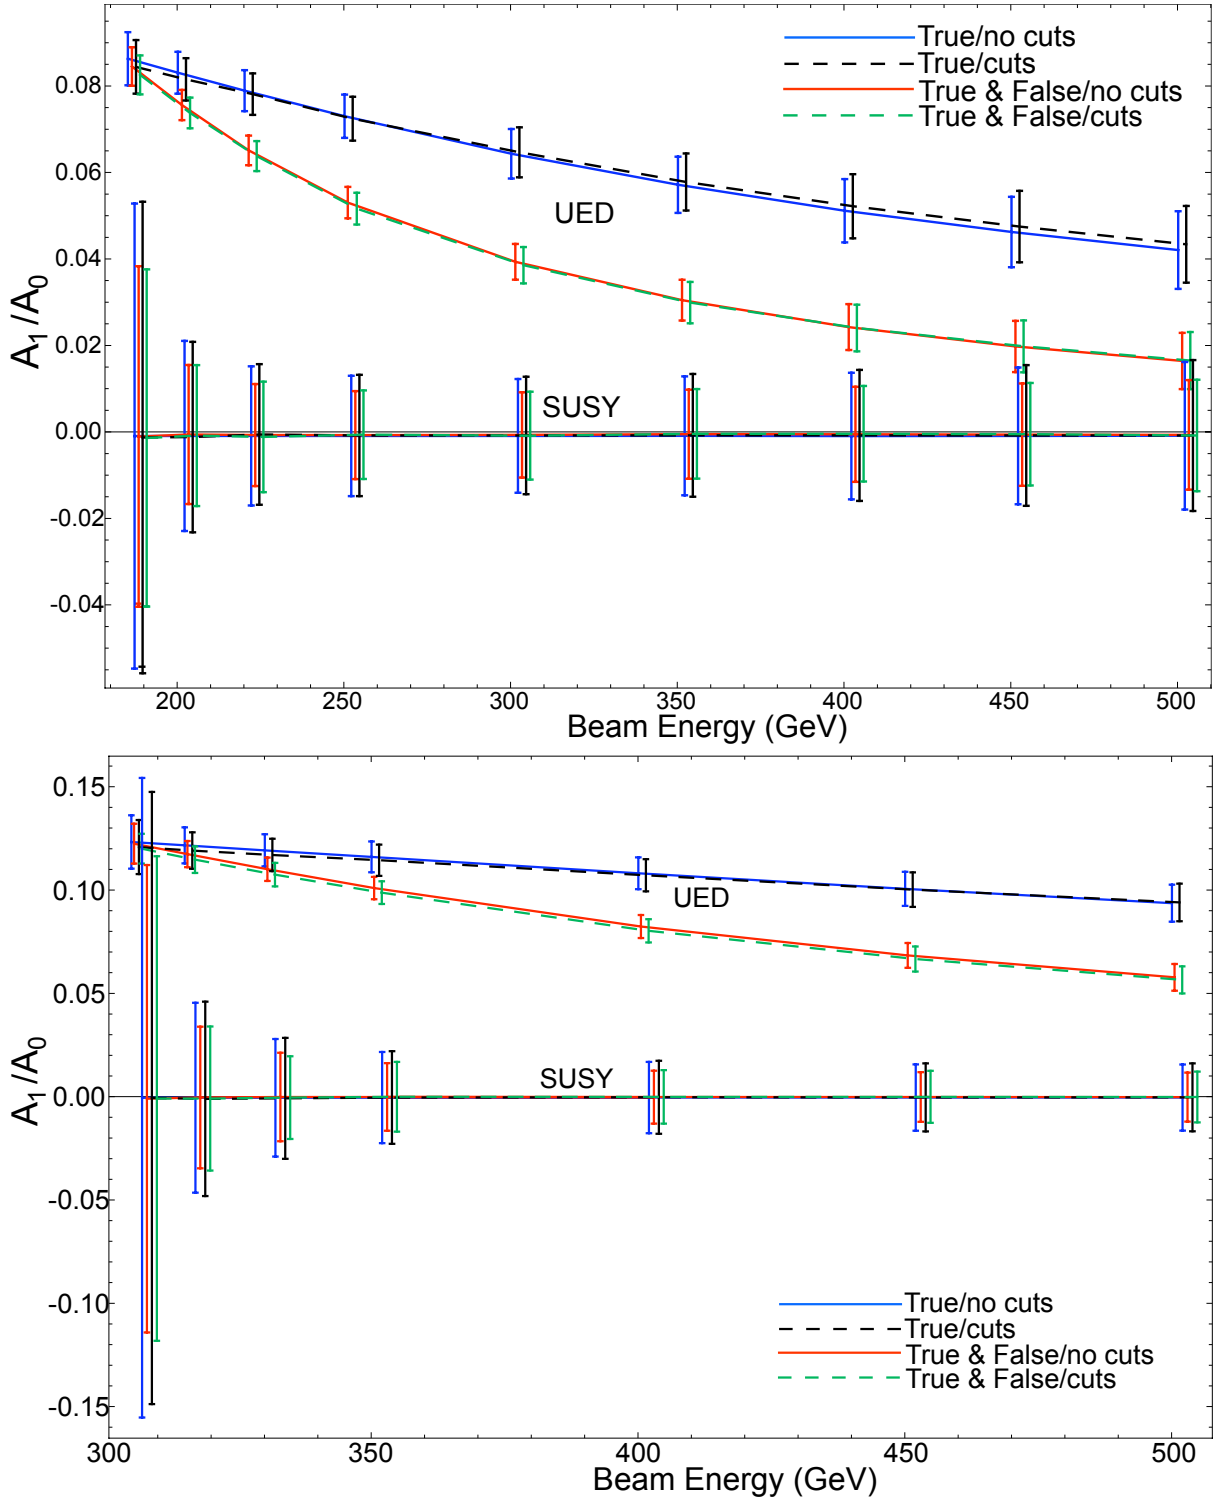 True/no cuts
True/cuts
True & False/no cuts
True & False/cuts
0.08
0.06
0.04
0.02
0.00
-0.02
-0.04
A1/A0
UED
SUSY
200 250 300 350 400 450 500
Beam Energy (GeV)
0.15
0.10
0.05
0.00
-0.05
-0.10
-0.15
A1/A0
UED
SUSY
True/no cuts
True/cuts
True & False/no cuts
True & False/cuts
300 350 400 450 500
Beam Energy (GeV)